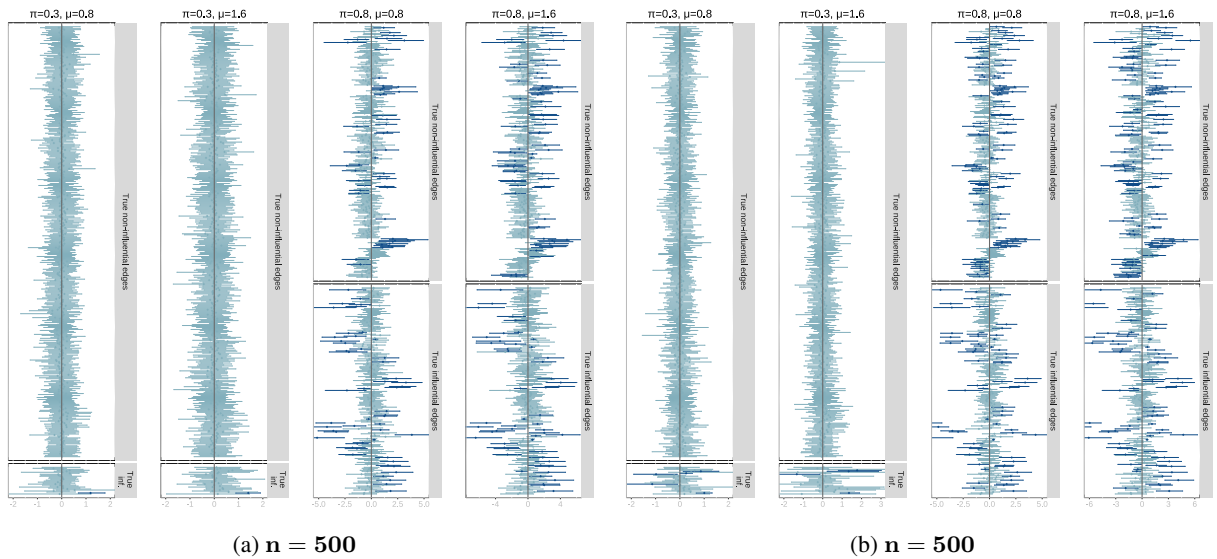 π=0.3, μ=0.8 π=0.3, μ=1.6 π=0.8, μ=0.8 π=0.8, μ=1.6 π=0.3, μ=0.8 π=0.3, μ=1.6 π=0.8, μ=0.8 π=0.8, μ=1.6
True non-influential edges
True inf.
True non-influential edges
True inf.
True non-influential edges
True influential edges
True non-influential edges
True influential edges
True non-influential edges
True inf.
True non-influential edges
True inf.
True non-influential edges
True influential edges
True non-influential edges
True influential edges
-2 -1 0 1 2
-2 -1 0 1 2
-5.0 -2.5 0.0 2.5 5.0
-4 0 4
-2 -1 0 1 2
-2 -1 0 1 2 3
-5.0 -2.5 0.0 2.5 5.0
-6 -3 0 3 6
(a) n = 500
(b) n = 500